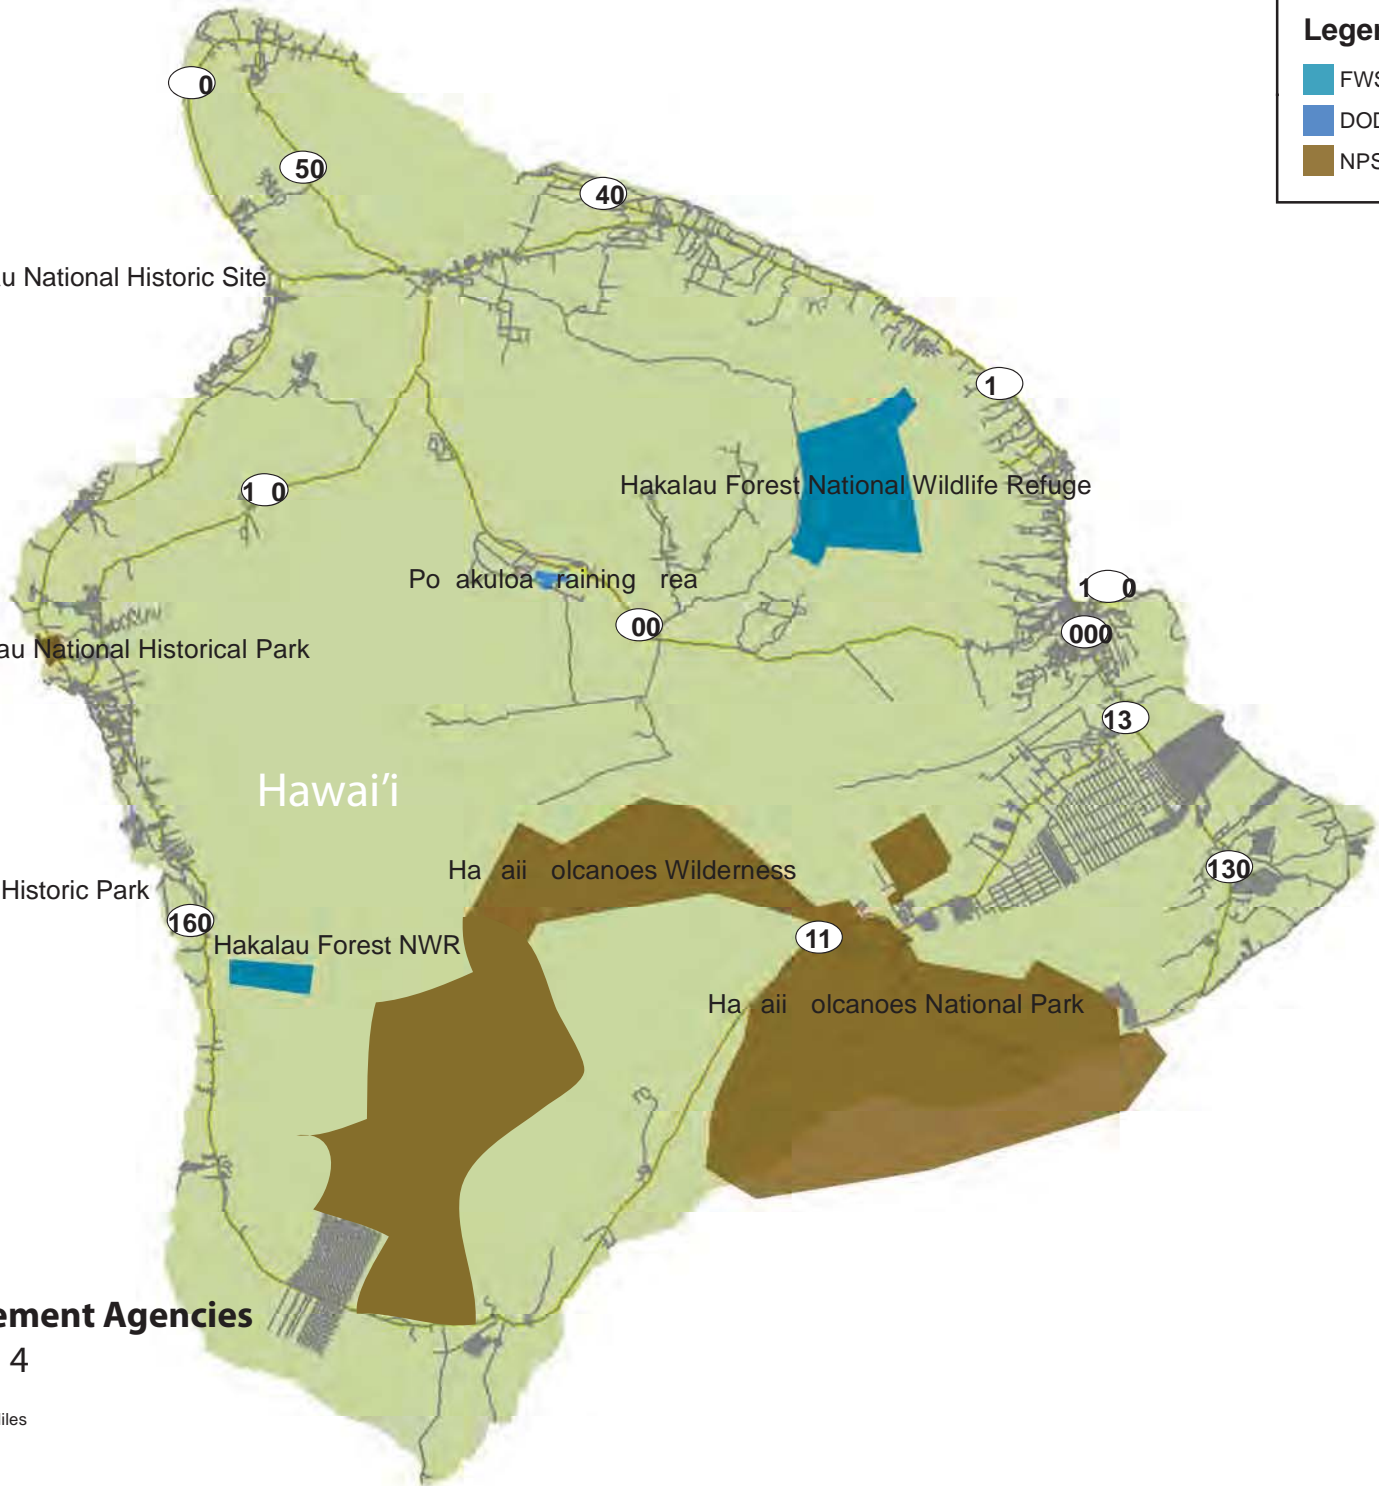 Legen
FWS
DOD
NPS
0
50
40
u National Historic Site
1
1 0
Hakalau Forest National Wildlife Refuge
Po akuloa raining rea
1 0
00
000
au National Historical Park
13
Hawai'i
Ha aii olcanoes Wilderness
130
Historic Park
160
11
Hakalau Forest NWR
Ha aii olcanoes National Park
ement Agencies
4
iles